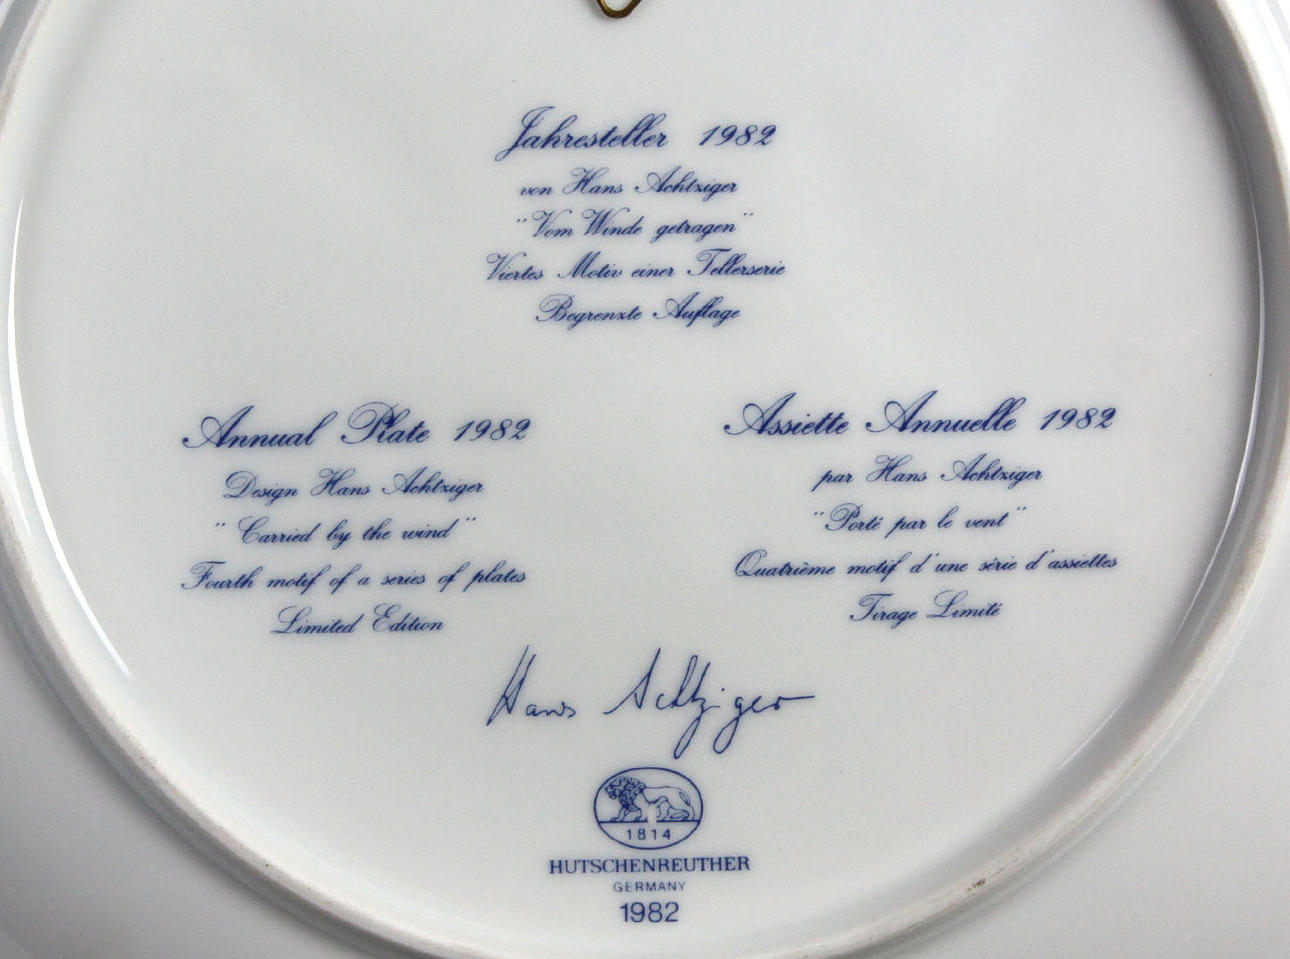 Jahresteller 1982
von Hans Achtziger
"Vom Winde getragen"
Viertes Motiv einer Tellerserie
Begrenzte Auflage
Annual Plate 1982
Design Hans Achtziger
"Carried by the wind"
Fourth motif of a series of plates
Limited Edition
Assiette Annuelle 1982
par Hans Achtziger
"Porté par le vent"
Quatrième motif d'une série d'assiettes
Tirage Limité
Hans Achtziger
1814
HUTSCHENREUTHER
GERMANY
1982